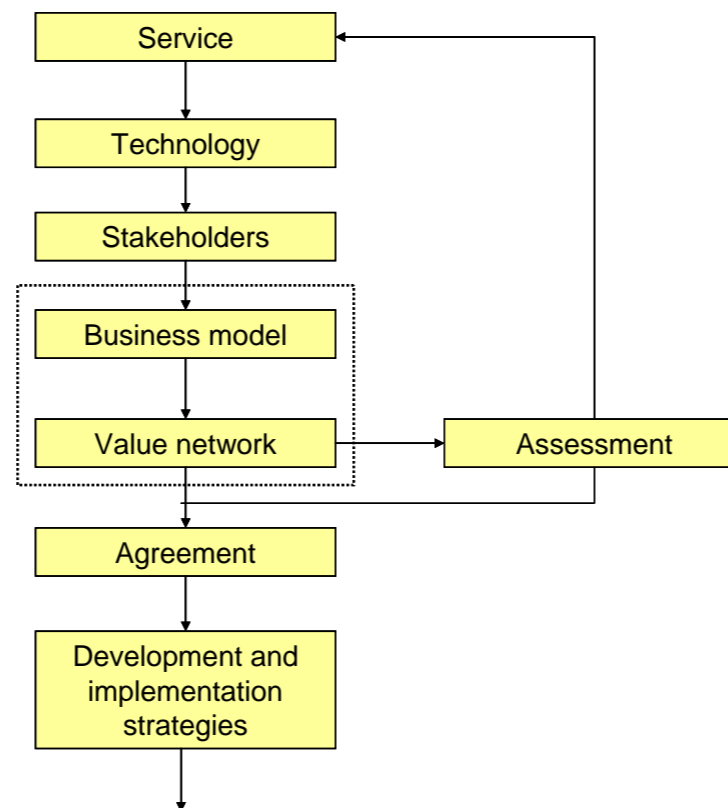 Service
Technology
Stakeholders
Business model
Value network
Assessment
Agreement
Development and
implementation
strategies